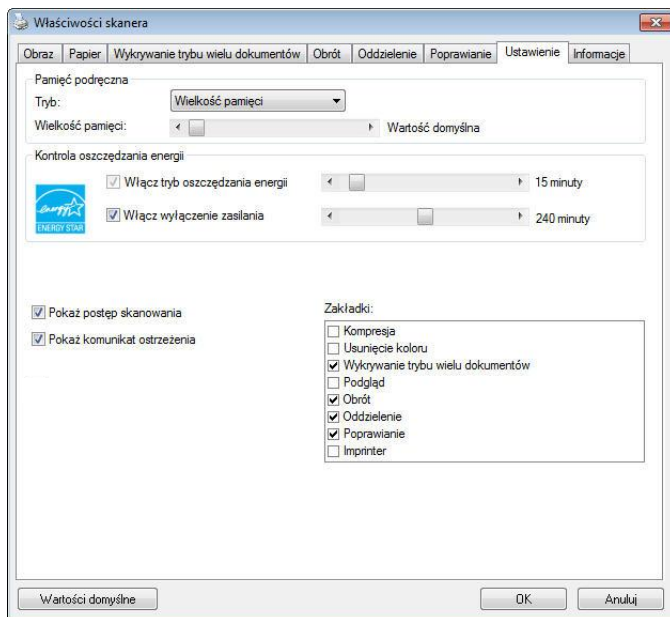 Właściwości skanera
Obraz Papier Wykrywanie trybu wielu dokumentów Obrót Oddzielenie Poprawianie Ustawienie Informacje
Pamięć podręczna
Tryb: Wielkość pamięci
Wielkość pamięci: Wartość domyślna
Kontrola oszczędzania energii
Włącz tryb oszczędzania energii 15 minuty
energy
ENERGY STAR
Włącz wyłączenie zasilania 240 minuty
Pokaż postęp skanowania
Pokaż komunikat ostrzeżenia
Zakładki:
Kompresja
Usunięcie koloru
Wykrywanie trybu wielu dokumentów
Podgląd
Obrót
Oddzielenie
Poprawianie
Imprinter
Wartości domyślne OK Anuluj